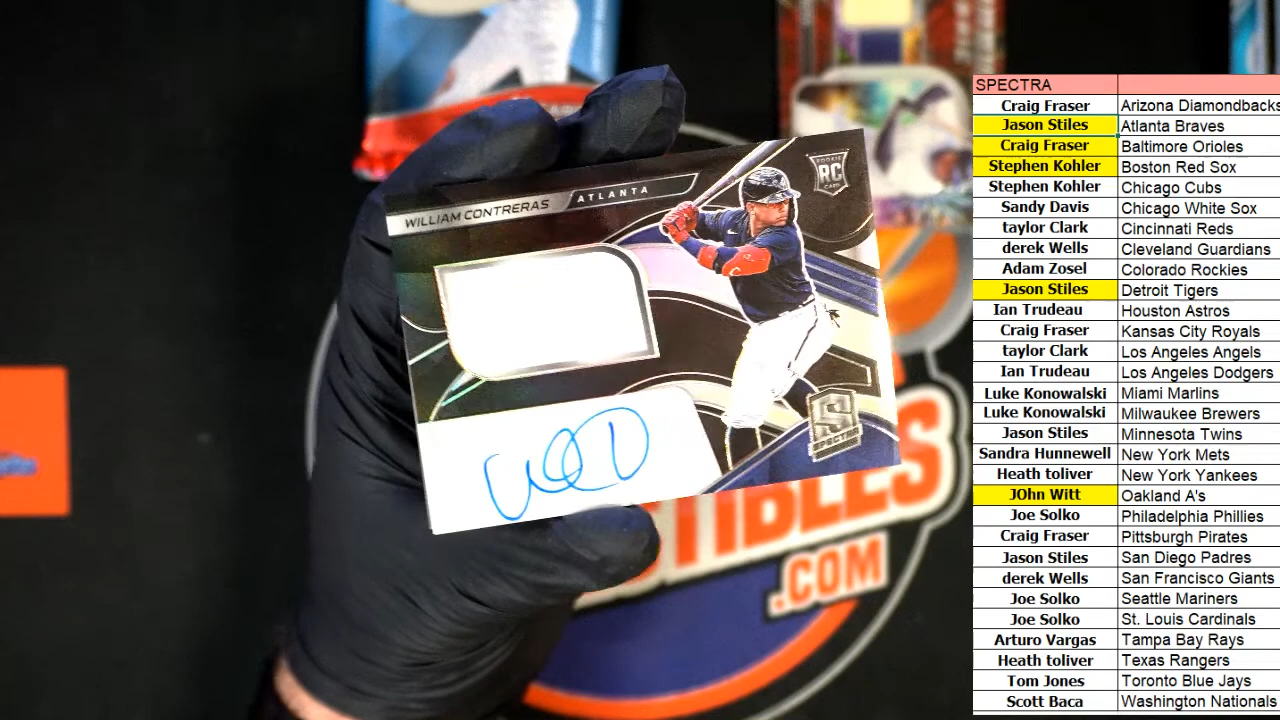 WILLIAM CONTRERAS ATLANTA
ROOKIE
RC
CARD
S
SPECTRA
.COM
SPECTRA
Craig Fraser Arizona Diamondbacks
Jason Stiles Atlanta Braves
Craig Fraser Baltimore Orioles
Stephen Kohler Boston Red Sox
Stephen Kohler Chicago Cubs
Sandy Davis Chicago White Sox
taylor Clark Cincinnati Reds
derek Wells Cleveland Guardians
Adam Zosel Colorado Rockies
Jason Stiles Detroit Tigers
Ian Trudeau Houston Astros
Craig Fraser Kansas City Royals
taylor Clark Los Angeles Angels
Ian Trudeau Los Angeles Dodgers
Luke Konowalski Miami Marlins
Luke Konowalski Milwaukee Brewers
Jason Stiles Minnesota Twins
Sandra Hunnewell New York Mets
Heath toliver New York Yankees
JOhn Witt Oakland A's
Joe Solko Philadelphia Phillies
Craig Fraser Pittsburgh Pirates
Jason Stiles San Diego Padres
derek Wells San Francisco Giants
Joe Solko Seattle Mariners
Joe Solko St. Louis Cardinals
Arturo Vargas Tampa Bay Rays
Heath toliver Texas Rangers
Tom Jones Toronto Blue Jays
Scott Baca Washington Nationals